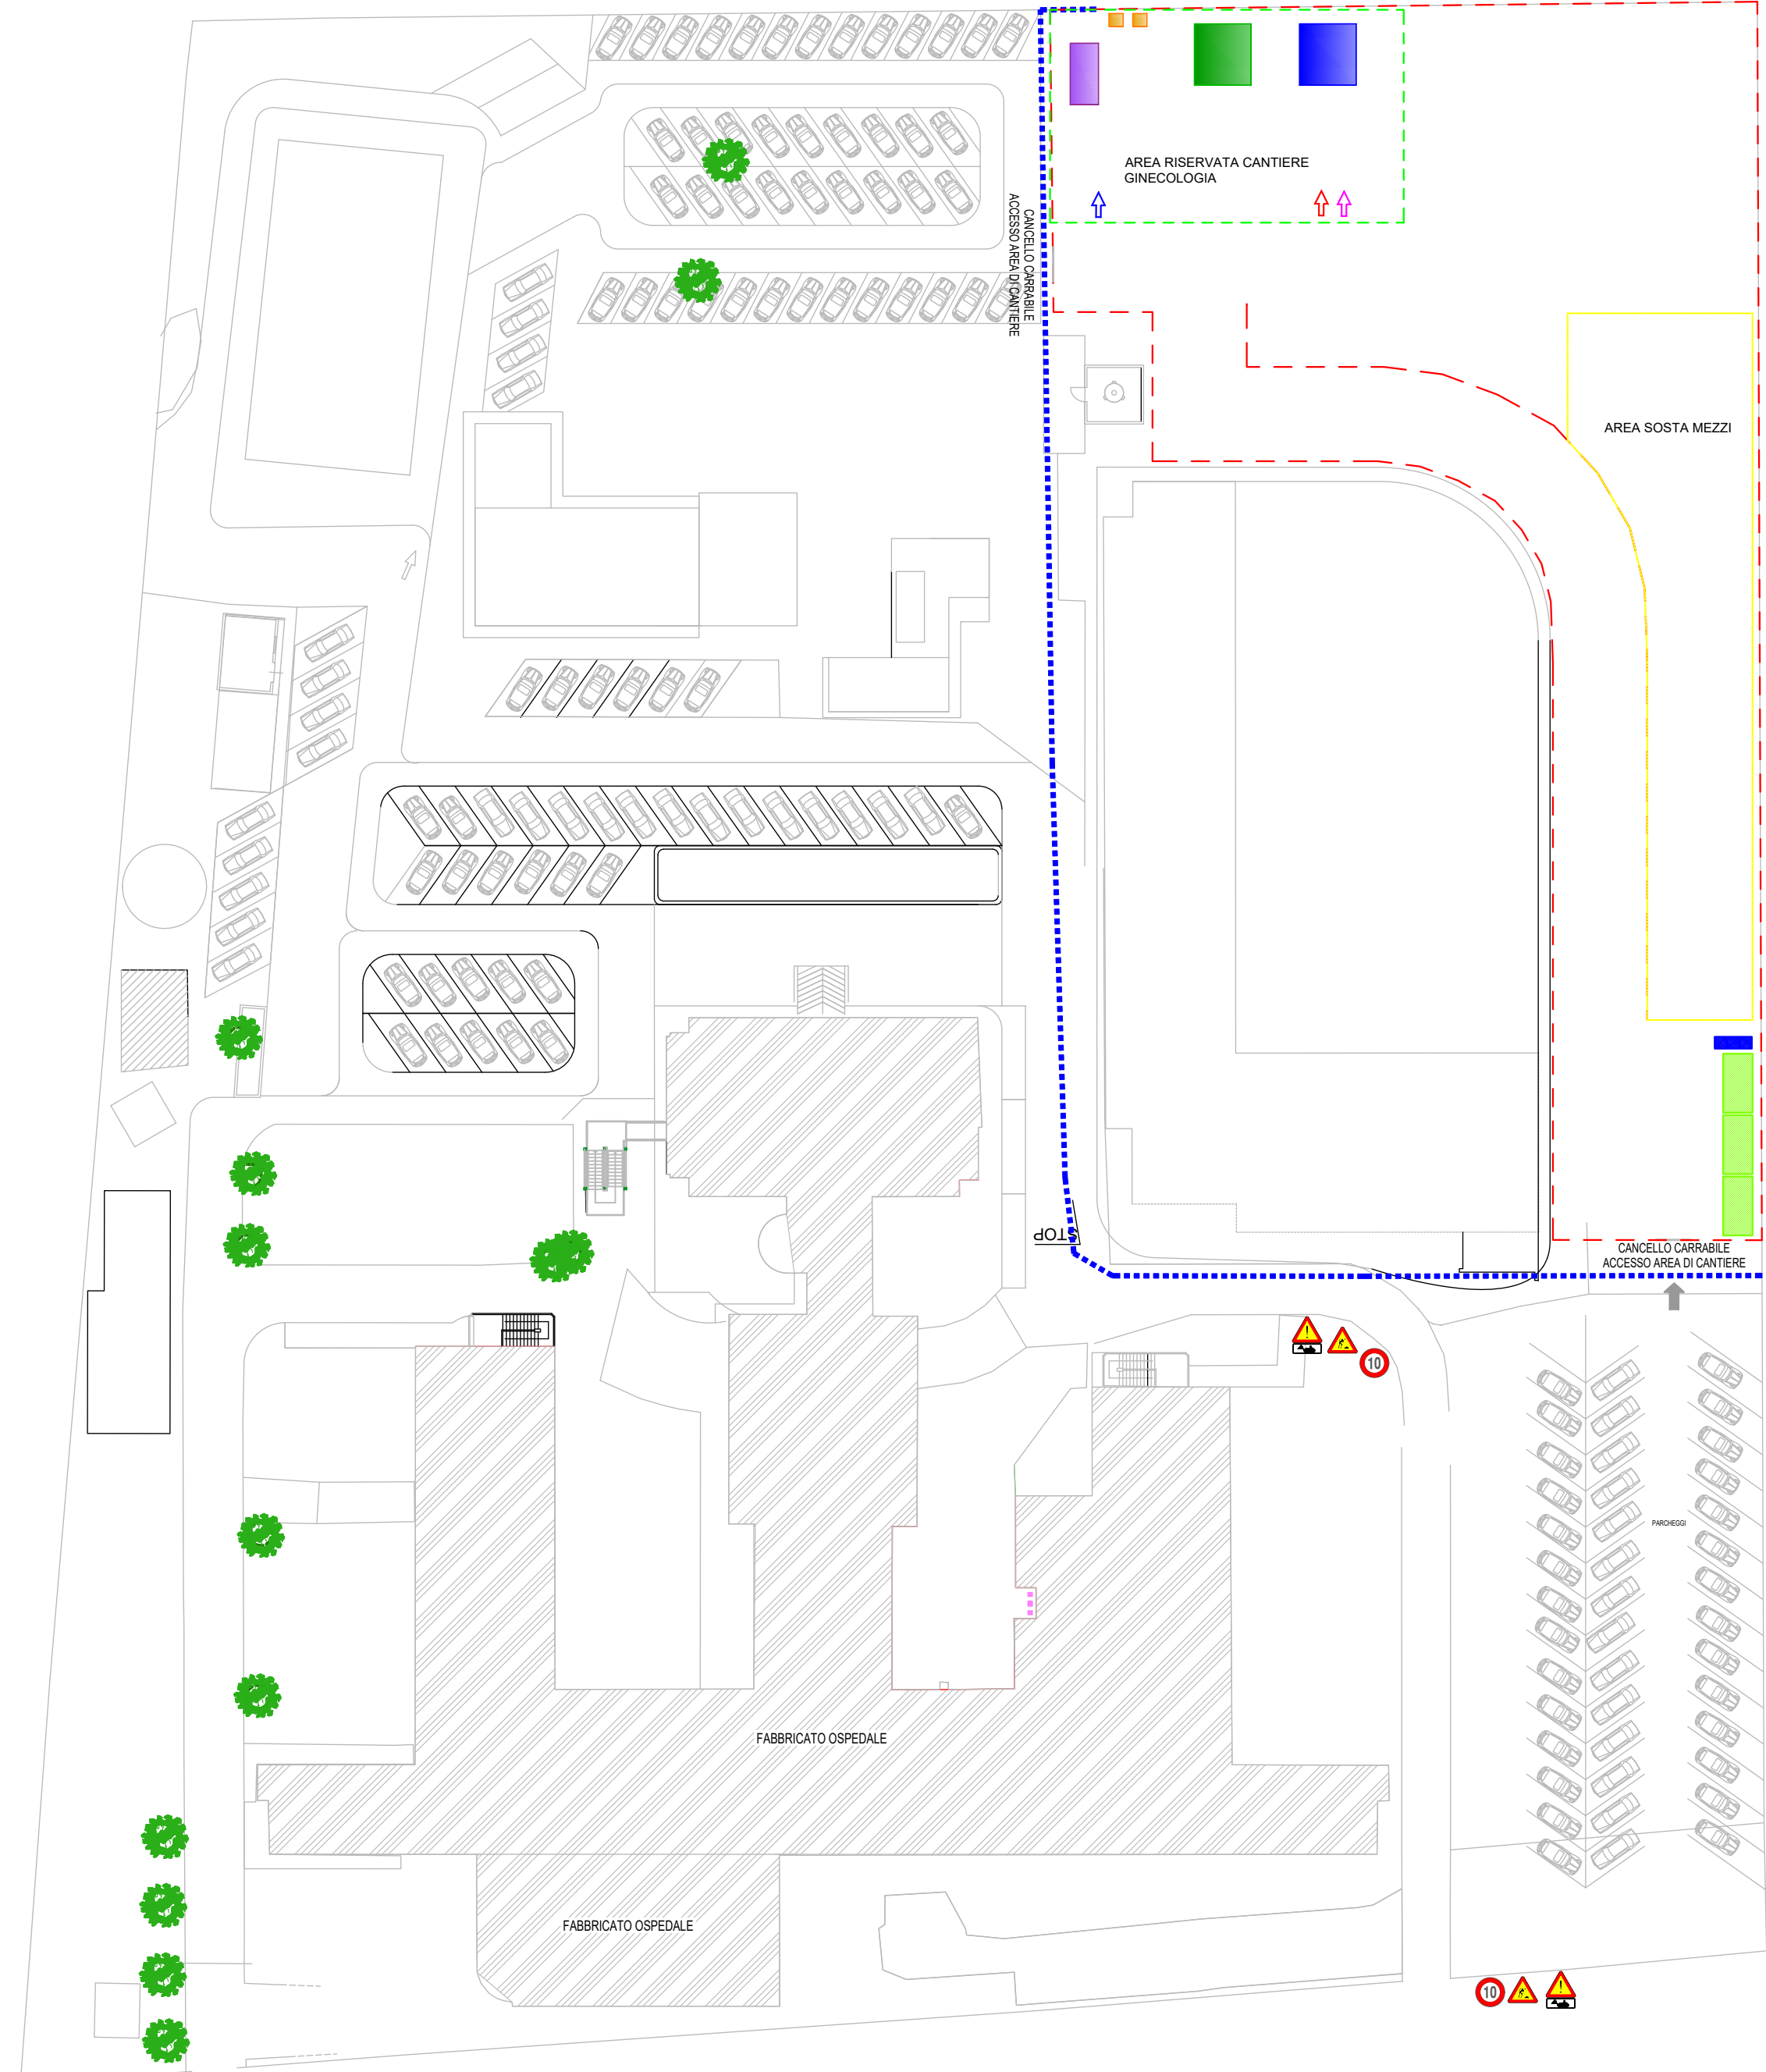 AREA RISERVATA CANTIERE
GINECOLOGIA
CANCELLO CARRABILE
ACCESSO AREA DI CANTIERE
AREA SOSTA MEZZI
STOP
CANCELLO CARRABILE
ACCESSO AREA DI CANTIERE
10
PARCHEGGI
FABBRICATO OSPEDALE
FABBRICATO OSPEDALE
10